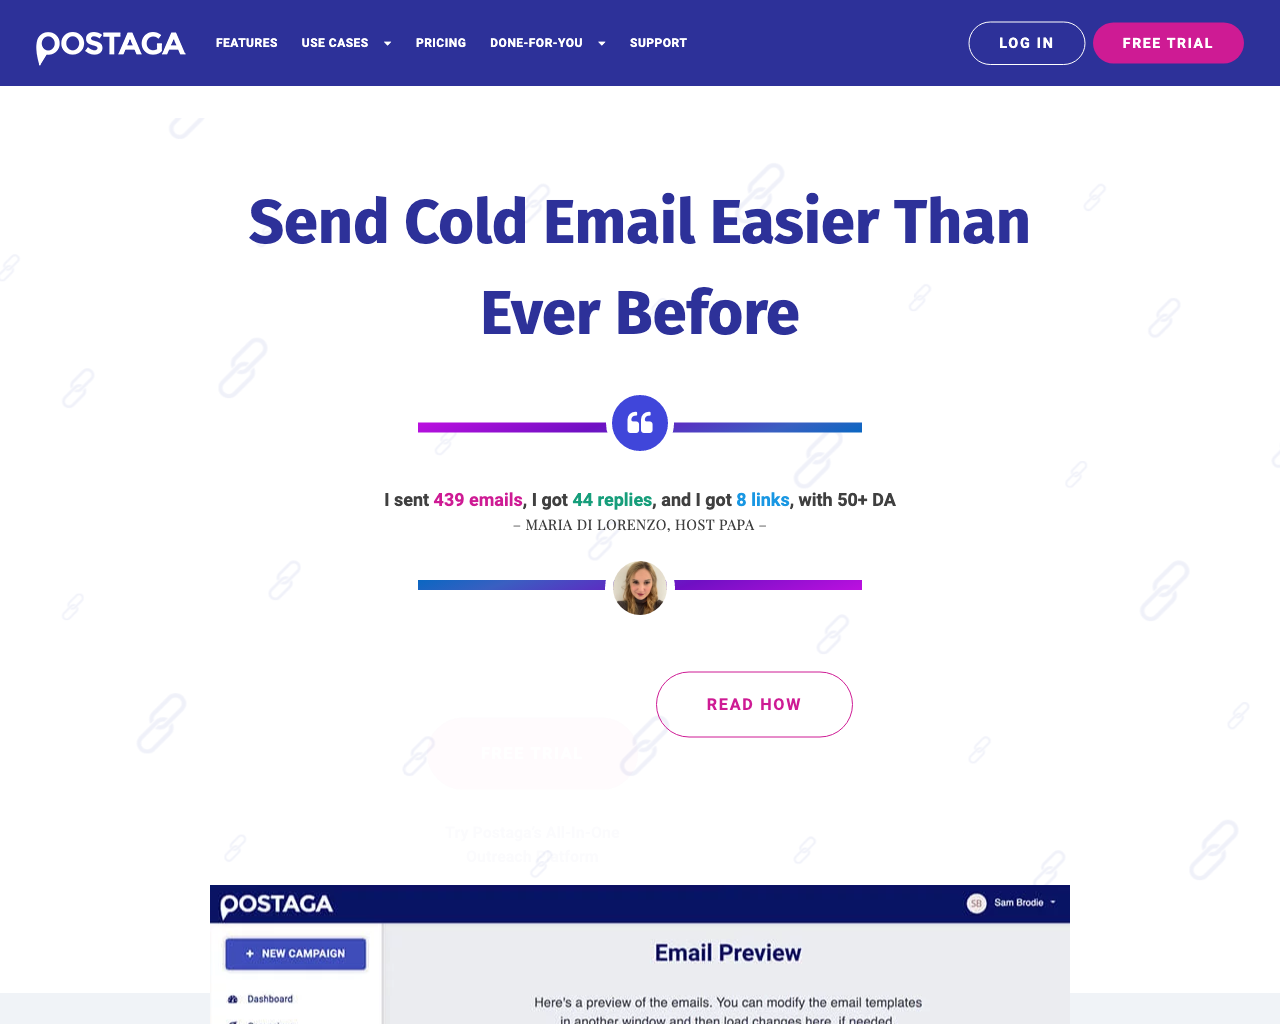 POSTAGA
FEATURES
USE CASES
PRICING
DONE-FOR-YOU
SUPPORT
LOG IN
FREE TRIAL
Send Cold Email Easier Than
Ever Before
I sent 439 emails, I got 44 replies, and I got 8 links, with 50+ DA
– MARIA DI LORENZO, HOST PAPA –
READ HOW
FREE TRIAL
Try Postaga's All-In-One
Outreach Platform
POSTAGA
SB
Sam Brodie
+ NEW CAMPAIGN
Email Preview
Dashboard
Here's a preview of the emails. You can modify the email templates
in another window and then load changes here, if needed.